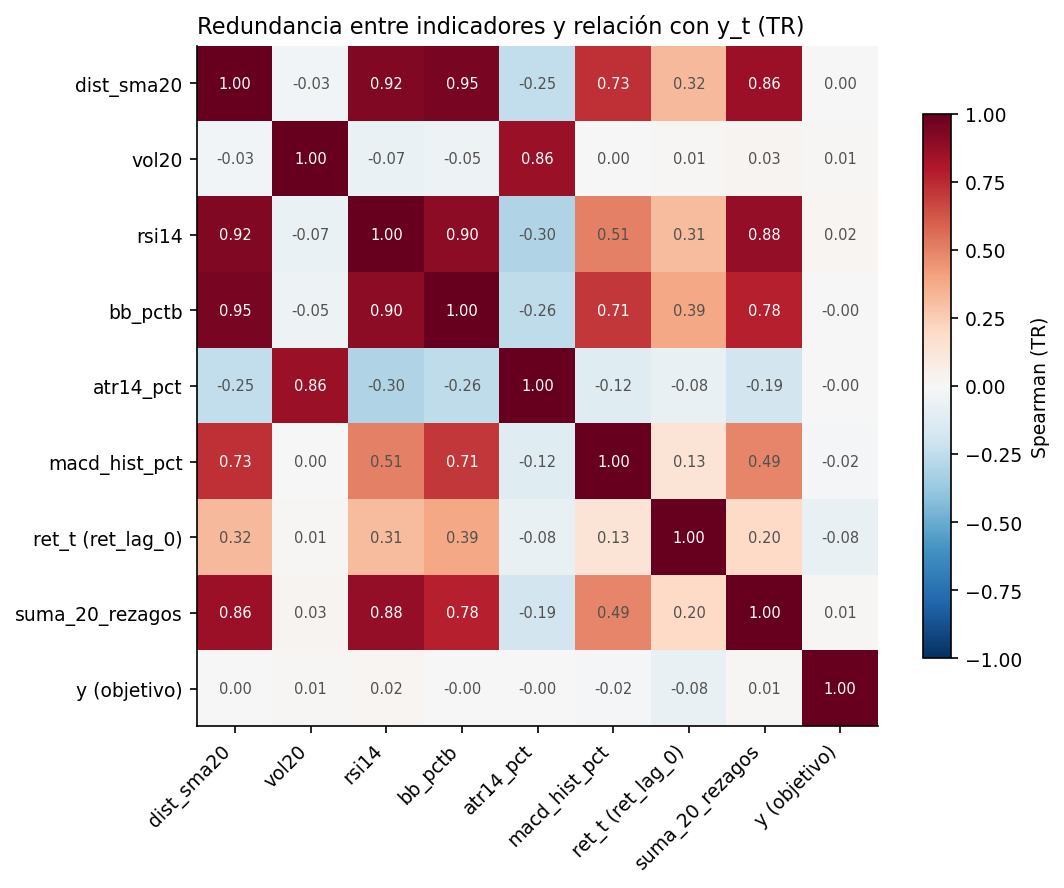 Redundancia entre indicadores y relación con y_t (TR)
dist_sma20 1.00 -0.03 0.92 0.95 -0.25 0.73 0.32 0.86 0.00
vol20 -0.03 1.00 -0.07 -0.05 0.86 0.00 0.01 0.03 0.01
rsi14 0.92 -0.07 1.00 0.90 -0.30 0.51 0.31 0.88 0.02
bb_pctb 0.95 -0.05 0.90 1.00 -0.26 0.71 0.39 0.78 -0.00
atr14_pct -0.25 0.86 -0.30 -0.26 1.00 -0.12 -0.08 -0.19 -0.00
macd_hist_pct 0.73 0.00 0.51 0.71 -0.12 1.00 0.13 0.49 -0.02
ret_t (ret_lag_0) 0.32 0.01 0.31 0.39 -0.08 0.13 1.00 0.20 -0.08
suma_20_rezagos 0.86 0.03 0.88 0.78 -0.19 0.49 0.20 1.00 0.01
y (objetivo) 0.00 0.01 0.02 -0.00 -0.00 -0.02 -0.08 0.01 1.00
dist_sma20
vol20
rsi14
bb_pctb
atr14_pct
macd_hist_pct
ret_t (ret_lag_0)
suma_20_rezagos
y (objetivo)
1.00
0.75
0.50
0.25
0.00
−0.25
−0.50
−0.75
−1.00
Spearman (TR)